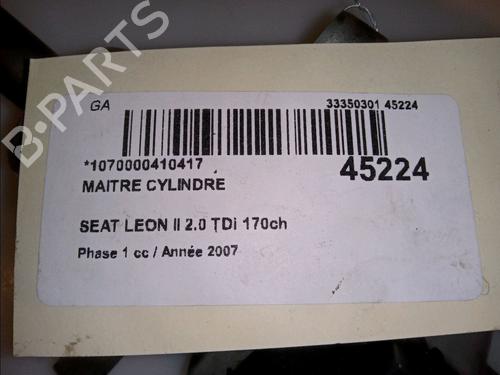 GA
33350301 45224
*1070000410417
45224
MAITRE CYLINDRE
SEAT LEON II 2.0 TDi 170ch
Phase 1 cc / Année 2007
B-PARTS